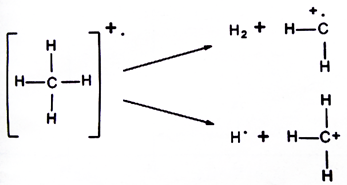 H
H-C-H
H
+.
H₂ + H-C
+.
H
H
H• + H-C+
H